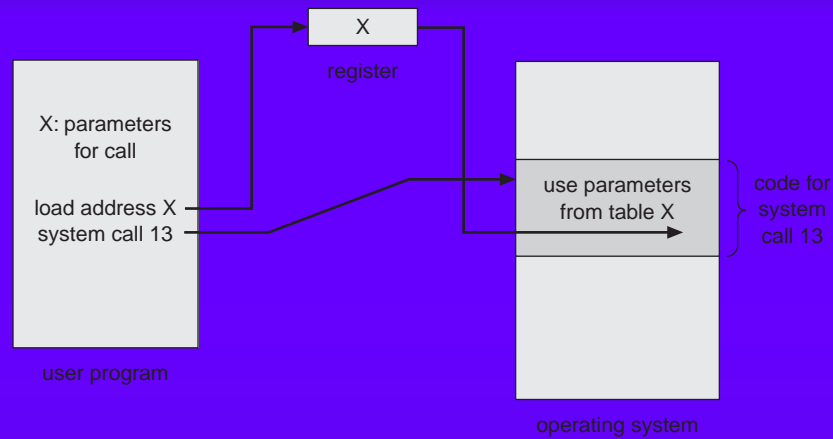 X
register
X: parameters
for call
load address X
system call 13
user program
use parameters
from table X
code for
system
call 13
operating system